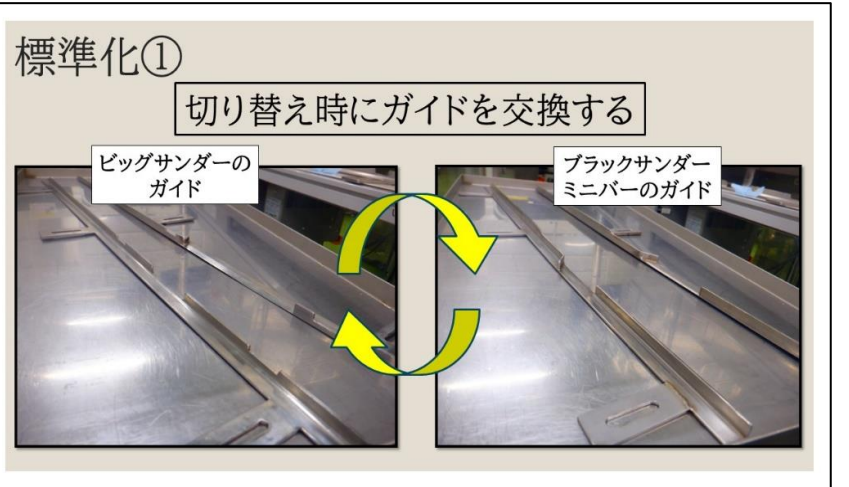 標準化①
切り替え時にガイドを交換する
ビッグサンダーの
ガイド
ブラックサンダー
ミニバーのガイド